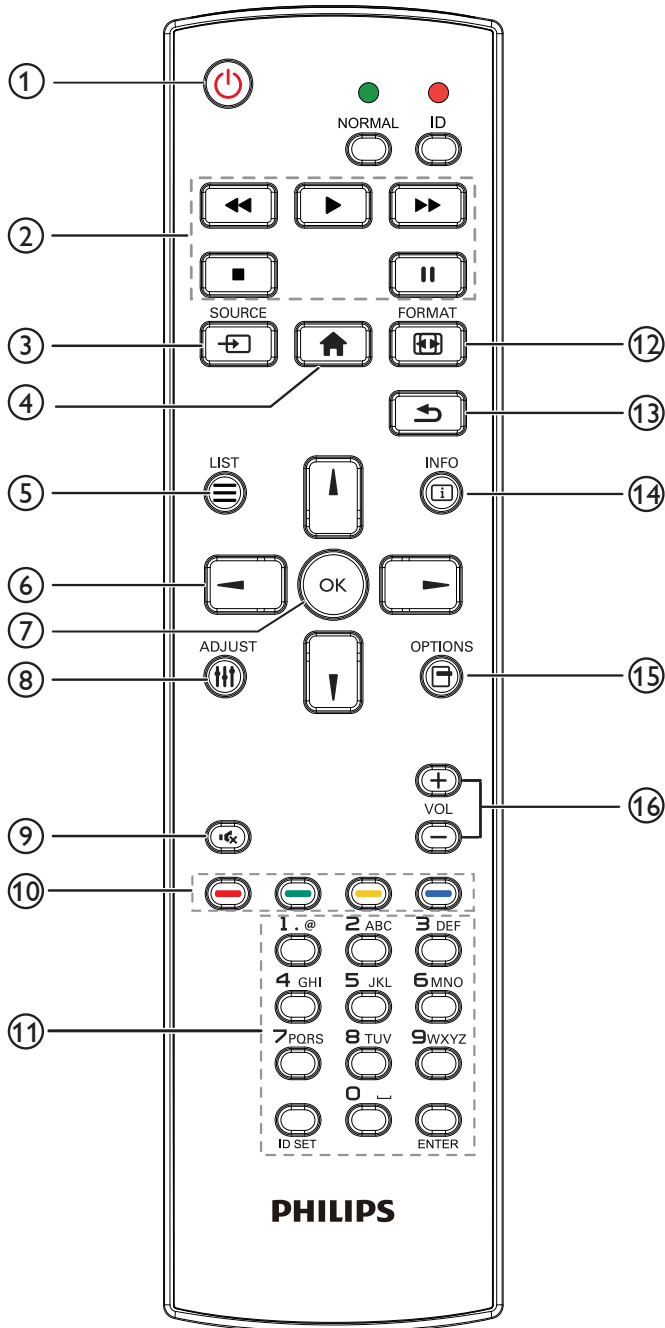 1
NORMAL ID
2
SOURCE FORMAT
3
12
4
13
LIST INFO
5
14
6
OK
7
ADJUST OPTIONS
8
15
VOL
16
9
10
1 . @ 2 ABC 3 DEF
4 GHI 5 JKL 6 MNO
11
7 PQRS 8 TUV 9 WXYZ
0 ⎵
ID SET ENTER
PHILIPS